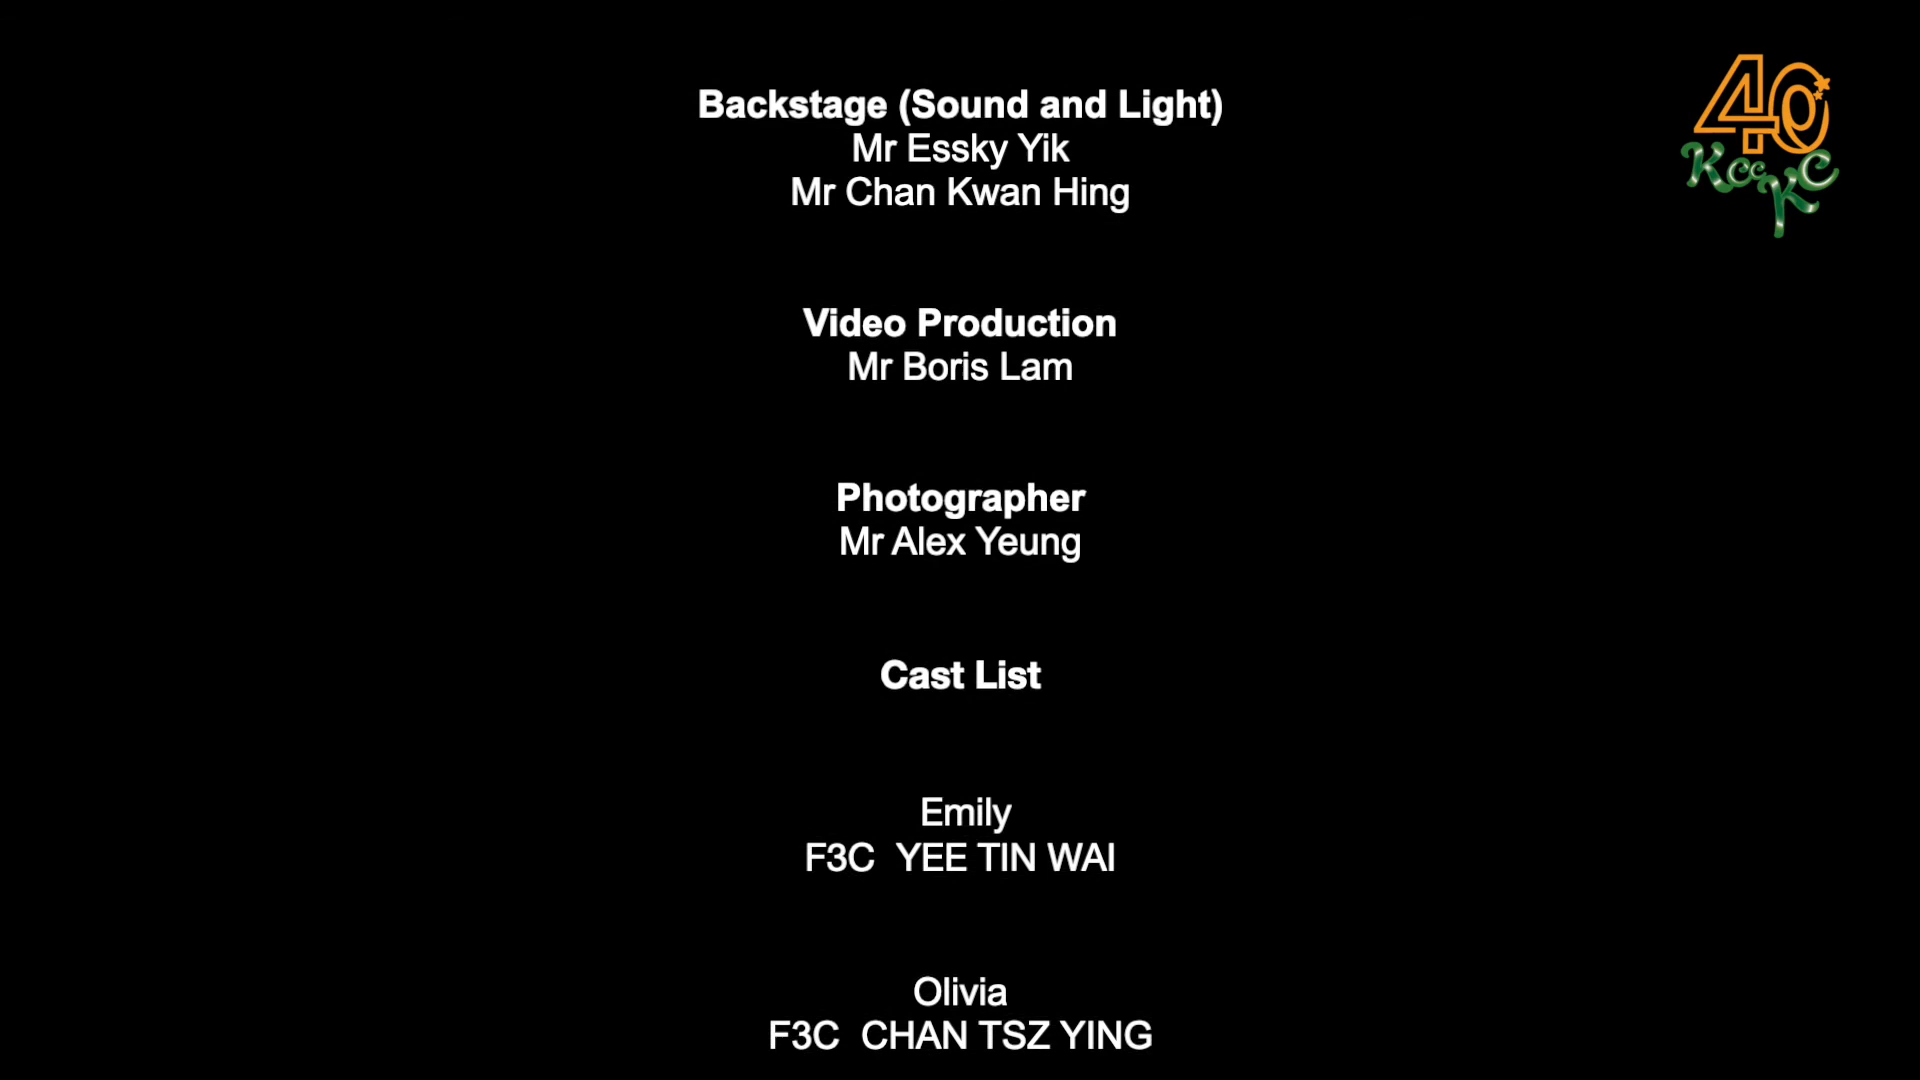 Backstage (Sound and Light)
Mr Essky Yik
Mr Chan Kwan Hing
Video Production
Mr Boris Lam
Photographer
Mr Alex Yeung
Cast List
Emily
F3C  YEE TIN WAI
Olivia
F3C  CHAN TSZ YING
40
KCCKC